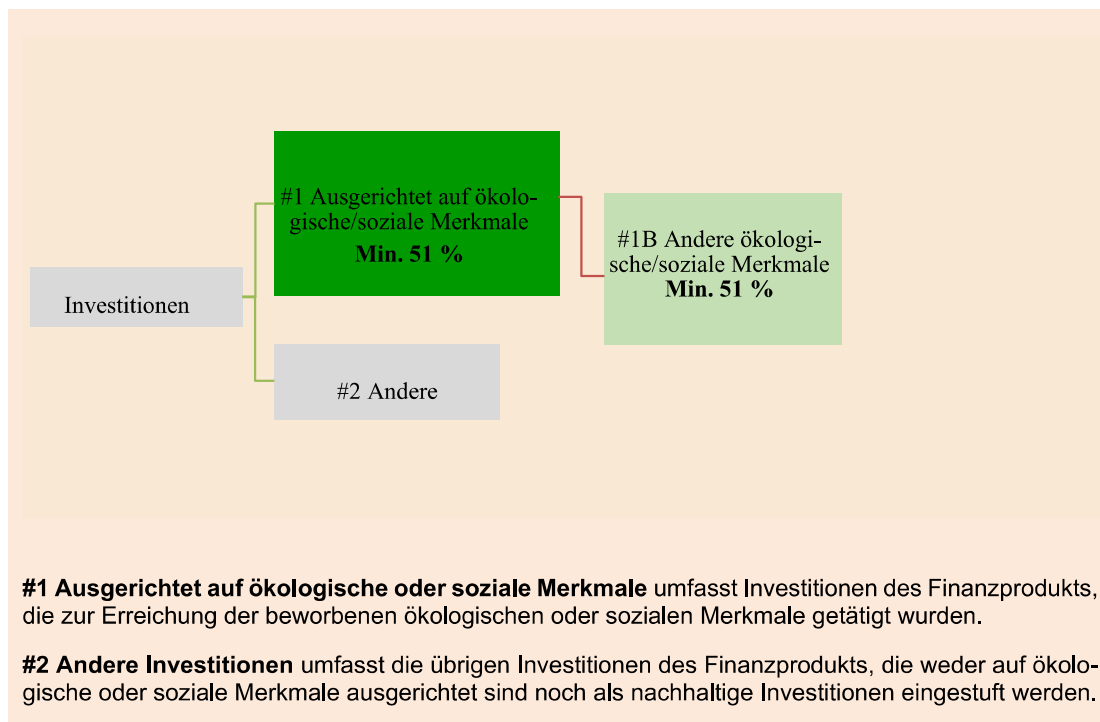 #1 Ausgerichtet auf ökolo-
gische/soziale Merkmale
Min. 51 %
#1B Andere ökologi-
sche/soziale Merkmale
Min. 51 %
Investitionen
#2 Andere
#1 Ausgerichtet auf ökologische oder soziale Merkmale umfasst Investitionen des Finanzprodukts,
die zur Erreichung der beworbenen ökologischen oder sozialen Merkmale getätigt wurden.
#2 Andere Investitionen umfasst die übrigen Investitionen des Finanzprodukts, die weder auf ökolo-
gische oder soziale Merkmale ausgerichtet sind noch als nachhaltige Investitionen eingestuft werden.